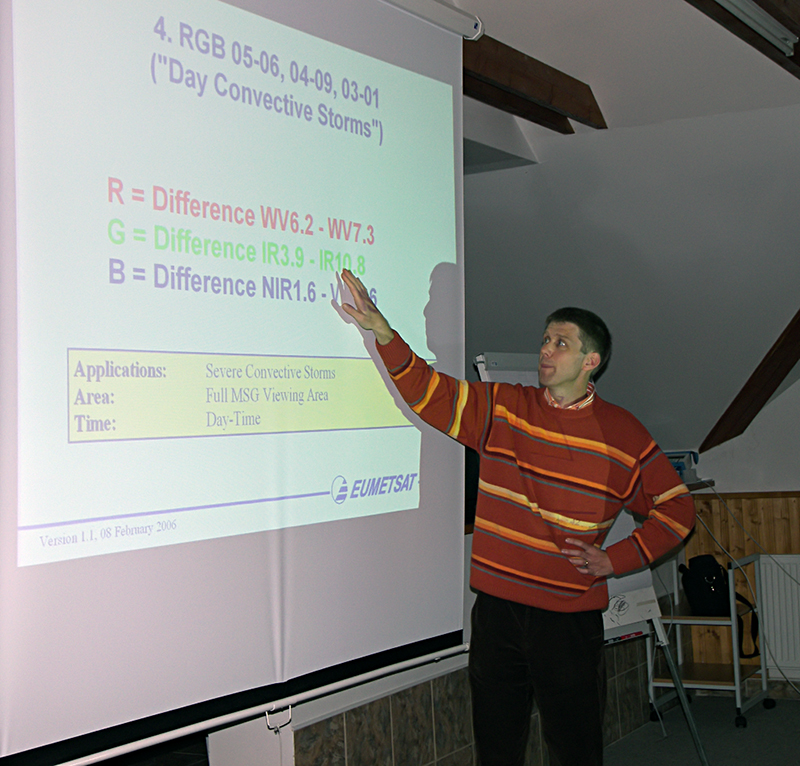 4. RGB 05-06, 04-09, 03-01
("Day Convective Storms")
R = Difference WV6.2 - WV7.3
G = Difference IR3.9 - IR10.8
B = Difference NIR1.6 -
Applications: Severe Convective Storms
Area: Full MSG Viewing Area
Time: Day-Time
EUMETSAT
Version 1.1, 08 February 2006